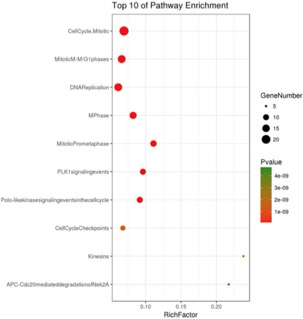 Top 10 of Pathway Enrichment
CellCycle,Mitotic
MitoticM-M/G1phases
DNAReplication
MPhase
MitoticPrometaphase
PLK1signalingevents
Polo-likekinasesignalingeventsinthecellcycle
CellCycleCheckpoints
Kinesins
APC-Cdc20mediateddegradationofNek2A
0.10
0.15
0.20
RichFactor
GeneNumber
5
10
15
20
Pvalue
4e-09
3e-09
2e-09
1e-09